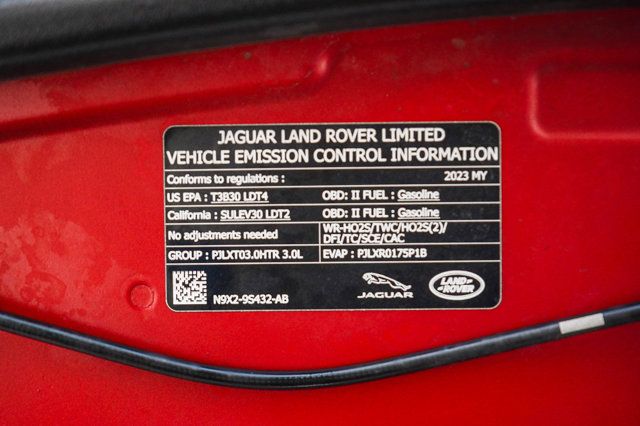 JAGUAR LAND ROVER LIMITED
VEHICLE EMISSION CONTROL INFORMATION
Conforms to regulations : 2023 MY
US EPA : T3B30 LDT4 OBD: II FUEL : Gasoline
California : SULEV30 LDT2 OBD: II FUEL : Gasoline
No adjustments needed
WR-HO2S/TWC/HO2S(2)/
DFI/TC/SCE/CAC
GROUP : PJLXT03.0HTR 3.0L EVAP : PJLXR0175P1B
N9X2-9S432-AB
JAGUAR
LAND
ROVER